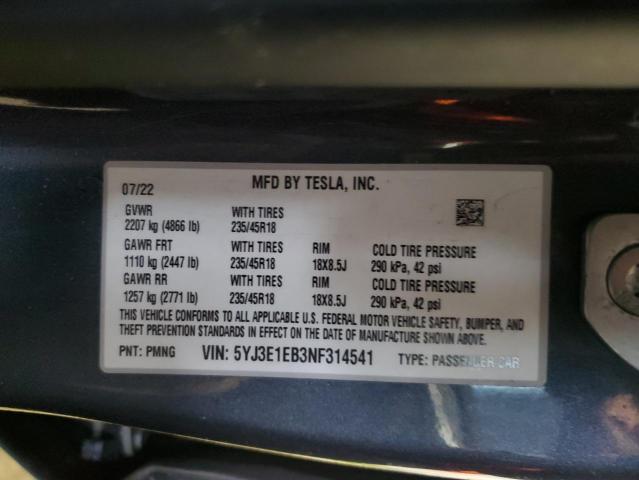 07/22 MFD BY TESLA, INC.
GVWR WITH TIRES
2207 kg (4866 lb) 235/45R18
GAWR FRT WITH TIRES RIM COLD TIRE PRESSURE
1110 kg (2447 lb) 235/45R18 18X8.5J 290 kPa, 42 psi
GAWR RR WITH TIRES RIM COLD TIRE PRESSURE
1257 kg (2771 lb) 235/45R18 18X8.5J 290 kPa, 42 psi
THIS VEHICLE CONFORMS TO ALL APPLICABLE U.S. FEDERAL MOTOR VEHICLE SAFETY, BUMPER, AND
THEFT PREVENTION STANDARDS IN EFFECT ON THE DATE OF MANUFACTURE SHOWN ABOVE.
PNT: PMNG VIN: 5YJ3E1EB3NF314541 TYPE: PASSENGER CAR